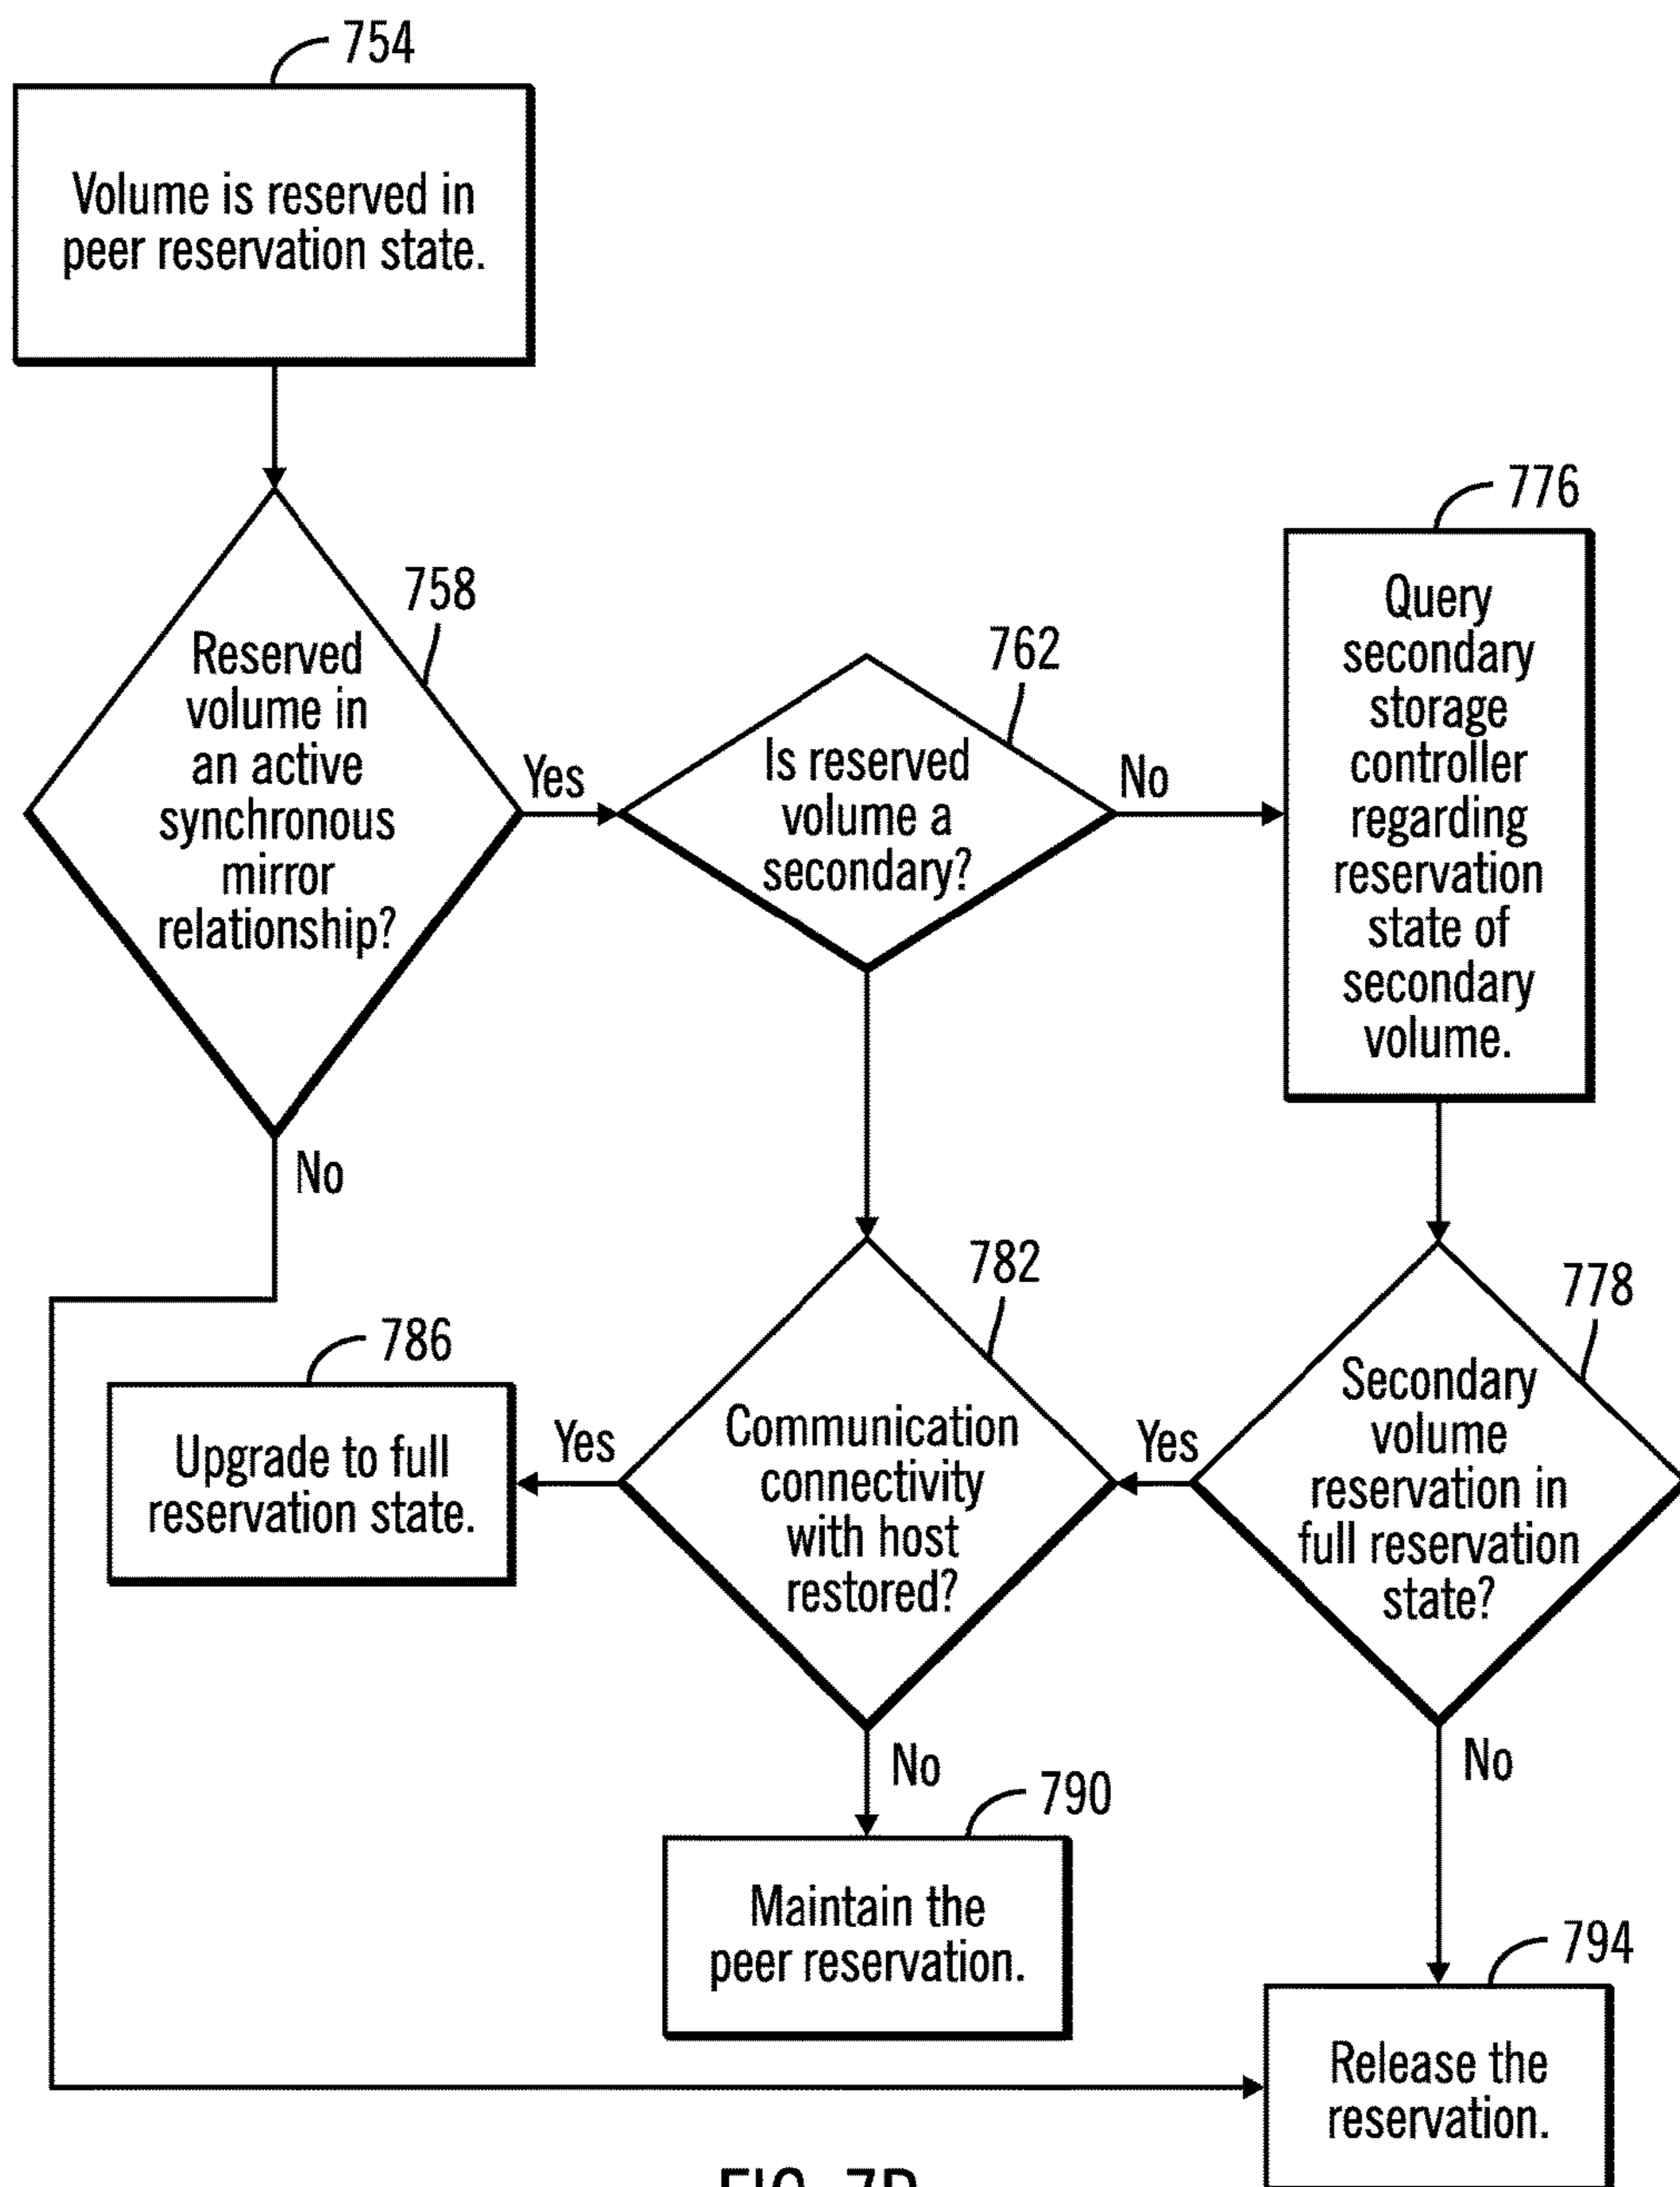 754
Volume is reserved in
peer reservation state.
758
Reserved
volume in
an active
synchronous
mirror
relationship?
Yes
No
762
Is reserved
volume a
secondary?
No
776
Query
secondary
storage
controller
regarding
reservation
state of
secondary
volume.
778
Secondary
volume
reservation in
full reservation
state?
Yes
No
782
Communication
connectivity
with host
restored?
Yes
No
786
Upgrade to full
reservation state.
790
Maintain the
peer reservation.
794
Release the
reservation.